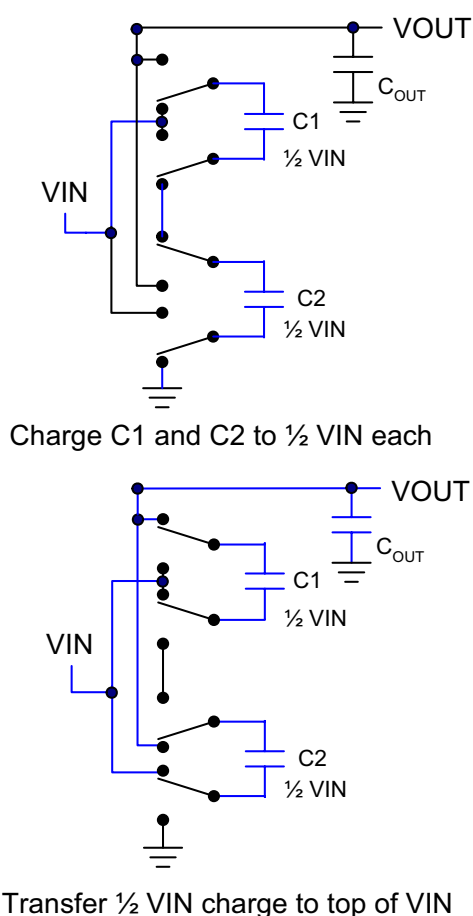 VOUT
C_OUT
C1
½ VIN
VIN
C2
½ VIN
Charge C1 and C2 to ½ VIN each
VOUT
C_OUT
C1
½ VIN
VIN
C2
½ VIN
Transfer ½ VIN charge to top of VIN